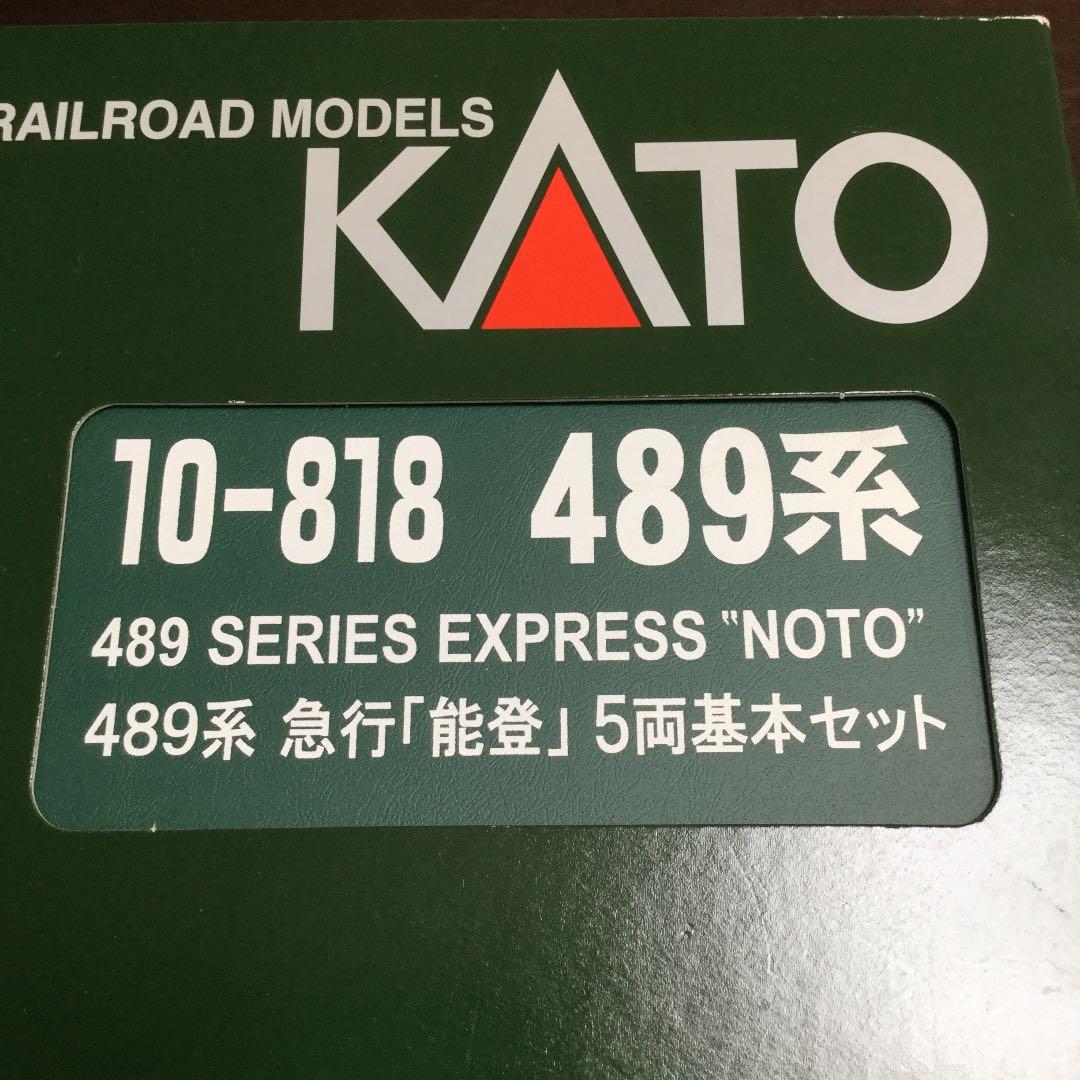 RAILROAD MODELS
KATO
10-818 489系
489 SERIES EXPRESS "NOTO"
489系 急行「能登」 5両基本セット